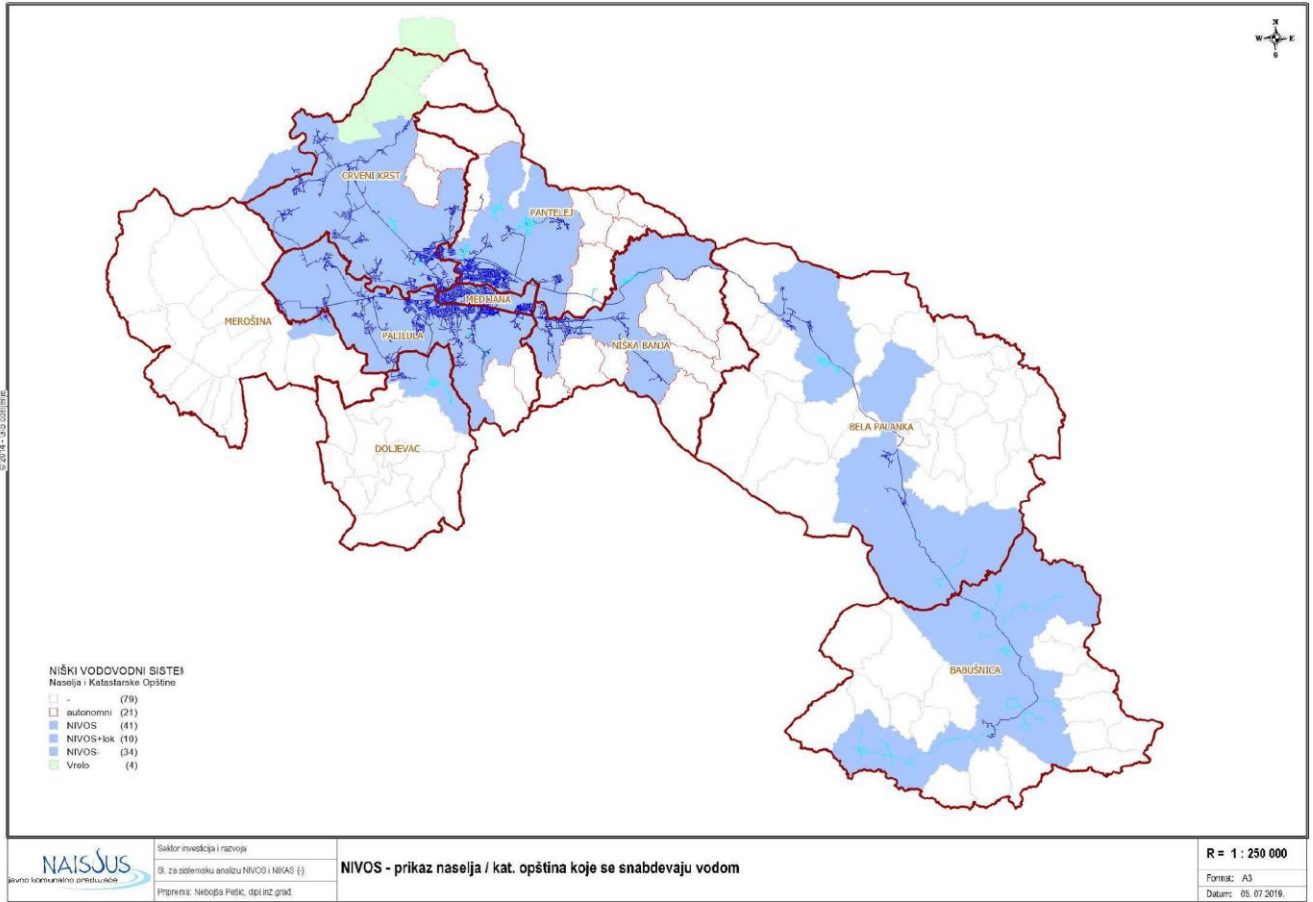 N
W E
S
CRVENI KRST
PANTELEJ
MEDIJANA
MEROŠINA
PALILULA
NIŠKA BANJA
DOLJEVAC
BELA PALANKA
BABUŠNICA
NIŠKI VODOVODNI SISTEM
Naselja i Katastarske Opštine
- (79)
autonomni (21)
NIVOS (41)
NIVOS+lok (10)
NIVOS- (34)
Vrelo (4)
NAISSUS
javno komunalno preduzeće
Sektor investicija i razvoja
Sl. za sistemsku analizu NIVOS i NIKAS (-)
Priprema: Nebojša Pešić, dipl.inž.građ.
NIVOS - prikaz naselja / kat. opština koje se snabdevaju vodom
R = 1 : 250 000
Format: A3
Datum: 05. 07 2019.